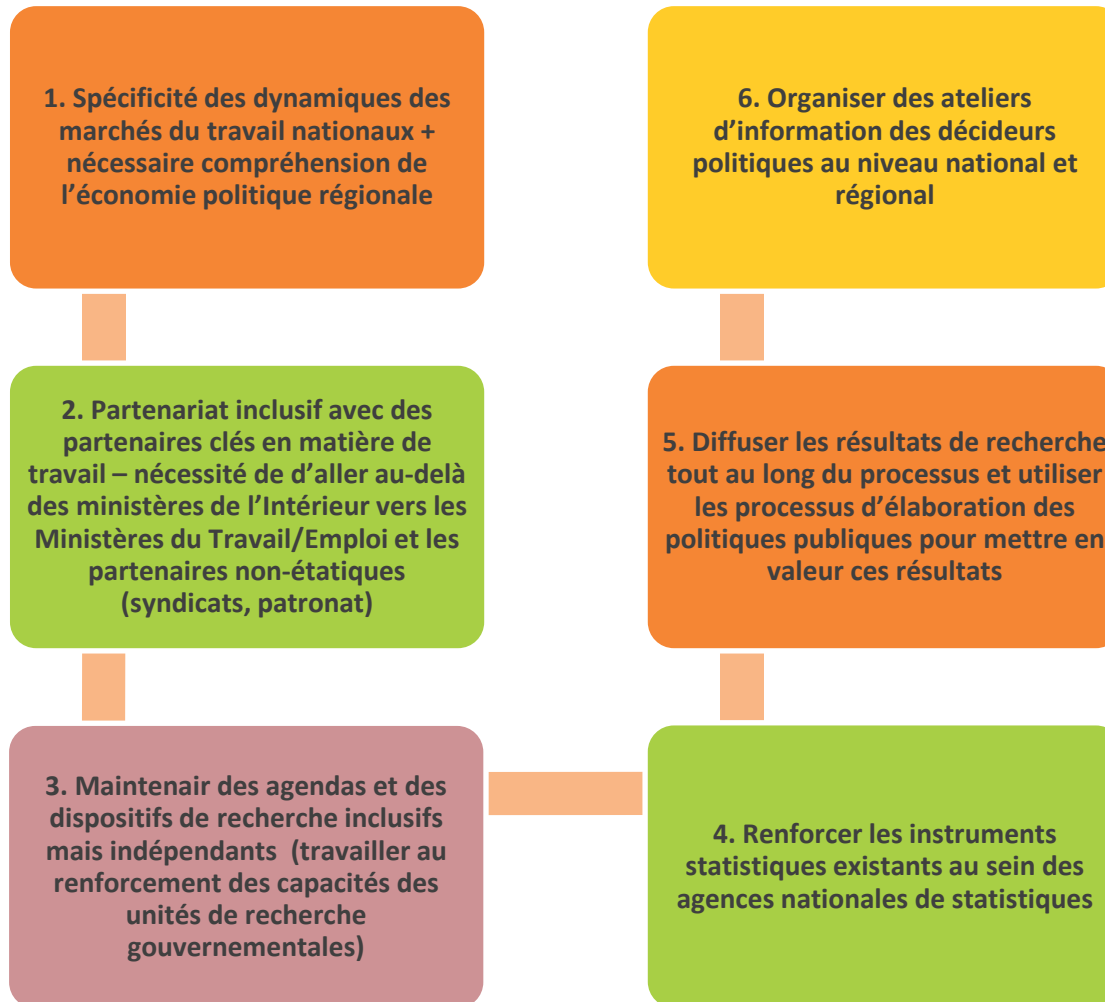 1. Spécificité des dynamiques des
marchés du travail nationaux +
nécessaire compréhension de
l’économie politique régionale
2. Partenariat inclusif avec des
partenaires clés en matière de
travail – nécessité de d’aller au-delà
des ministères de l’Intérieur vers les
Ministères du Travail/Emploi et les
partenaires non-étatiques
(syndicats, patronat)
3. Maintenair des agendas et des
dispositifs de recherche inclusifs
mais indépendants  (travailler au
renforcement des capacités des
unités de recherche
gouvernementales)
4. Renforcer les instruments
statistiques existants au sein des
agences nationales de statistiques
5. Diffuser les résultats de recherche
tout au long du processus et utiliser
les processus d’élaboration des
politiques publiques pour mettre en
valeur ces résultats
6. Organiser des ateliers
d’information des décideurs
politiques au niveau national et
régional